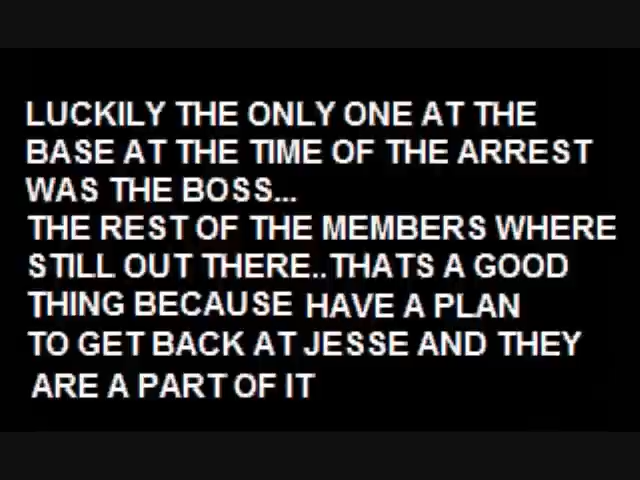 LUCKILY THE ONLY ONE AT THE
BASE AT THE TIME OF THE ARREST
WAS THE BOSS...
THE REST OF THE MEMBERS WHERE
STILL OUT THERE..THATS A GOOD
THING BECAUSE HAVE A PLAN
TO GET BACK AT JESSE AND THEY
ARE A PART OF IT